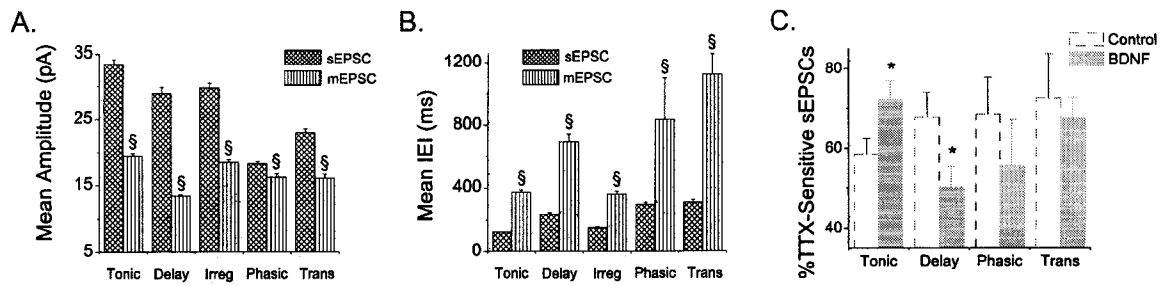 A.
Mean Amplitude (pA)
35
25
15
5
sEPSC
mEPSC
§
§
§
§
§
Tonic Delay Irreg Phasic Trans
B.
Mean IEI (ms)
1200
800
400
0
sEPSC
mEPSC
§
§
§
§
§
Tonic Delay Irreg Phasic Trans
C.
%TTX-Sensitive sEPSCs
80
60
40
Control
BDNF
*
*
Tonic Delay Phasic Trans